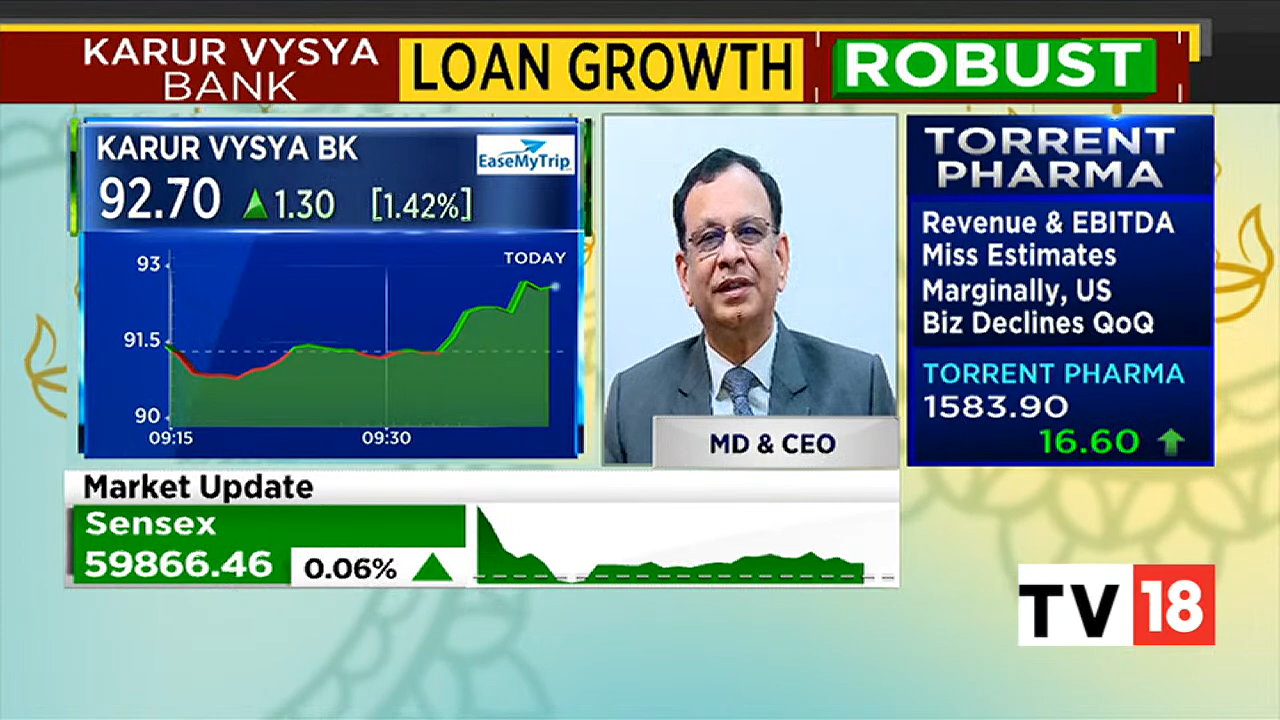 KARUR VYSYA
BANK
LOAN GROWTH
ROBUST
KARUR VYSYA BK
92.70 1.30 [1.42%]
EaseMyTrip
TODAY
93
91.5
90
09:15 09:30
MD & CEO
TORRENT
PHARMA
Revenue & EBITDA
Miss Estimates
Marginally, US
Biz Declines QoQ
TORRENT PHARMA
1583.90
16.60
Market Update
Sensex
59866.46 0.06%
TV18